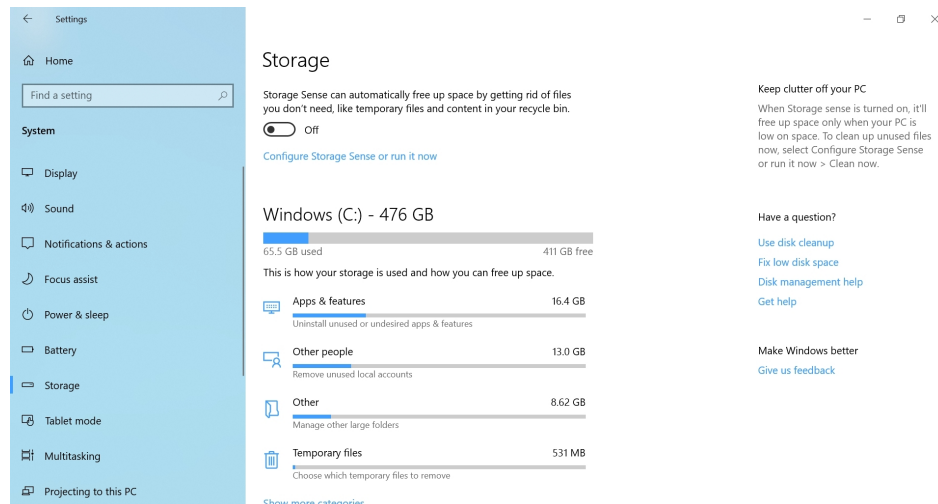 Settings
Home
Find a setting
System
Display
Sound
Notifications & actions
Focus assist
Power & sleep
Battery
Storage
Tablet mode
Multitasking
Projecting to this PC
Storage
Storage Sense can automatically free up space by getting rid of files
you don't need, like temporary files and content in your recycle bin.
Off
Configure Storage Sense or run it now
Windows (C:) - 476 GB
65.5 GB used
411 GB free
This is how your storage is used and how you can free up space.
Apps & features
16.4 GB
Uninstall unused or undesired apps & features
Other people
13.0 GB
Remove unused local accounts
Other
8.62 GB
Manage other large folders
Temporary files
531 MB
Choose which temporary files to remove
Show more categories
Keep clutter off your PC
When Storage sense is turned on, it'll
free up space only when your PC is
low on space. To clean up unused files
now, select Configure Storage Sense
or run it now > Clean now.
Have a question?
Use disk cleanup
Fix low disk space
Disk management help
Get help
Make Windows better
Give us feedback